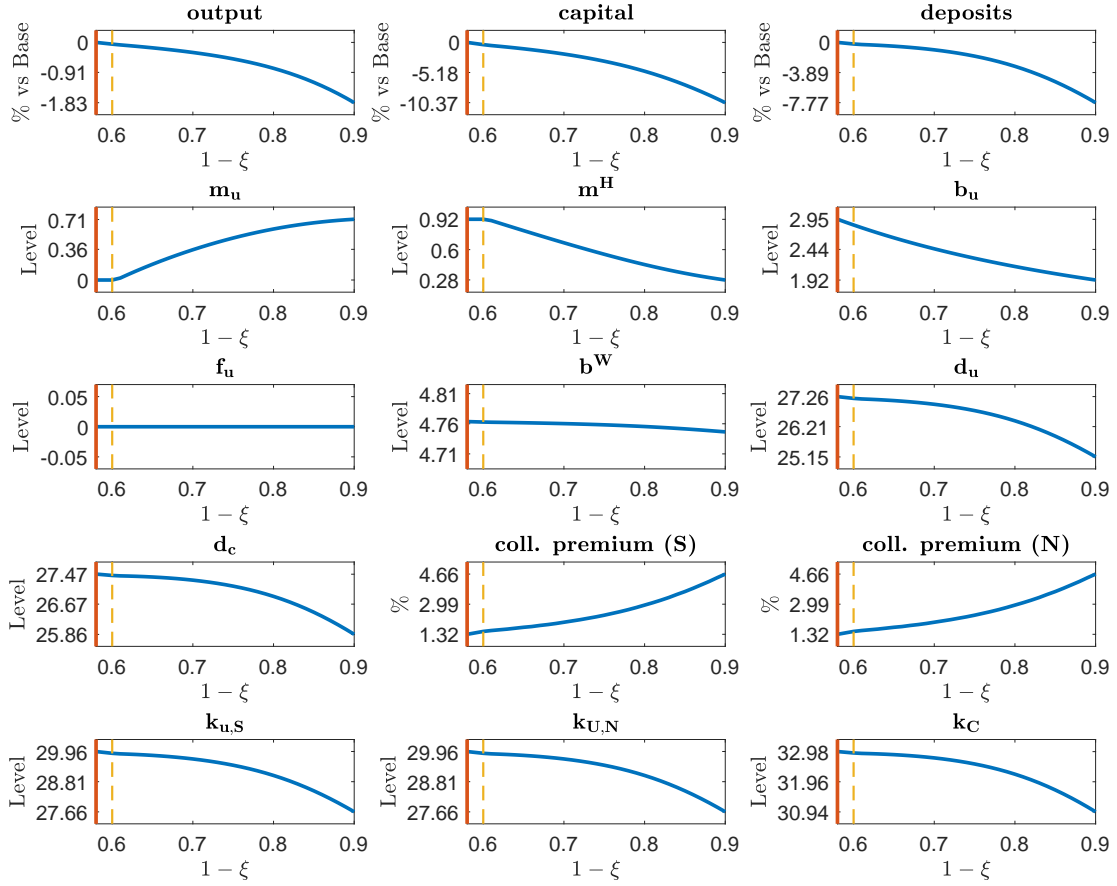 output
% vs Base
0
-0.91
-1.83
0.6 0.7 0.8 0.9
1 − ξ
capital
% vs Base
0
-5.18
-10.37
0.6 0.7 0.8 0.9
1 − ξ
deposits
% vs Base
0
-3.89
-7.77
0.6 0.7 0.8 0.9
1 − ξ
m_u
Level
0.71
0.36
0
0.6 0.7 0.8 0.9
1 − ξ
m^H
Level
0.92
0.6
0.28
0.6 0.7 0.8 0.9
1 − ξ
b_u
Level
2.95
2.44
1.92
0.6 0.7 0.8 0.9
1 − ξ
f_u
Level
0.05
0
-0.05
0.6 0.7 0.8 0.9
1 − ξ
b^W
Level
4.81
4.76
4.71
0.6 0.7 0.8 0.9
1 − ξ
d_u
Level
27.26
26.21
25.15
0.6 0.7 0.8 0.9
1 − ξ
d_c
Level
27.47
26.67
25.86
0.6 0.7 0.8 0.9
1 − ξ
coll. premium (S)
%
4.66
2.99
1.32
0.6 0.7 0.8 0.9
1 − ξ
coll. premium (N)
%
4.66
2.99
1.32
0.6 0.7 0.8 0.9
1 − ξ
k_{u,S}
Level
29.96
28.81
27.66
0.6 0.7 0.8 0.9
1 − ξ
k_{U,N}
Level
29.96
28.81
27.66
0.6 0.7 0.8 0.9
1 − ξ
k_C
Level
32.98
31.96
30.94
0.6 0.7 0.8 0.9
1 − ξ